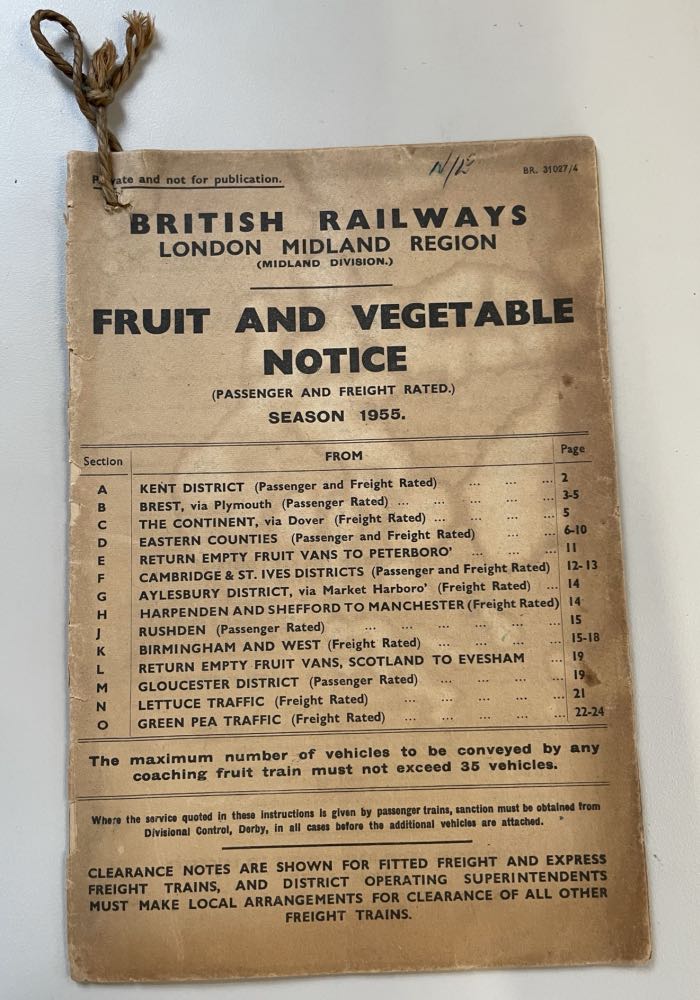 Private and not for publication.
N/E
BR. 31027/4
BRITISH RAILWAYS
LONDON MIDLAND REGION
(MIDLAND DIVISION.)
FRUIT AND VEGETABLE
NOTICE
(PASSENGER AND FREIGHT RATED.)
SEASON 1955.
Section FROM Page
A KENT DISTRICT (Passenger and Freight Rated) ... ... ... 2
B BREST, via Plymouth (Passenger Rated) ... ... ... ... ... 3-5
C THE CONTINENT, via Dover (Freight Rated) ... ... ... ... 5
D EASTERN COUNTIES (Passenger and Freight Rated) ... ... 6-10
E RETURN EMPTY FRUIT VANS TO PETERBORO' ... ... ... 11
F CAMBRIDGE & ST. IVES DISTRICTS (Passenger and Freight Rated) 12-13
G AYLESBURY DISTRICT, via Market Harboro' (Freight Rated) ... 14
H HARPENDEN AND SHEFFORD TO MANCHESTER (Freight Rated) 14
J RUSHDEN (Passenger Rated) ... ... ... ... ... ... 15
K BIRMINGHAM AND WEST (Freight Rated) ... ... ... ... 15-18
L RETURN EMPTY FRUIT VANS, SCOTLAND TO EVESHAM ... 19
M GLOUCESTER DISTRICT (Passenger Rated) ... ... ... ... 19
N LETTUCE TRAFFIC (Freight Rated) ... ... ... ... ... 21
O GREEN PEA TRAFFIC (Freight Rated) ... ... ... ... ... 22-24
The maximum number of vehicles to be conveyed by any
coaching fruit train must not exceed 35 vehicles.
Where the service quoted in these instructions is given by passenger trains, sanction must be obtained from
Divisional Control, Derby, in all cases before the additional vehicles are attached.
CLEARANCE NOTES ARE SHOWN FOR FITTED FREIGHT AND EXPRESS
FREIGHT TRAINS, AND DISTRICT OPERATING SUPERINTENDENTS
MUST MAKE LOCAL ARRANGEMENTS FOR CLEARANCE OF ALL OTHER
FREIGHT TRAINS.